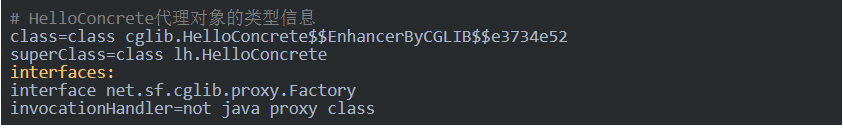 # HelloConcrete代理对象的类型信息
class=class cglib.HelloConcrete$$EnhancerByCGLIB$$e3734e52
superClass=class lh.HelloConcrete
interfaces:
interface net.sf.cglib.proxy.Factory
invocationHandler=not java proxy class